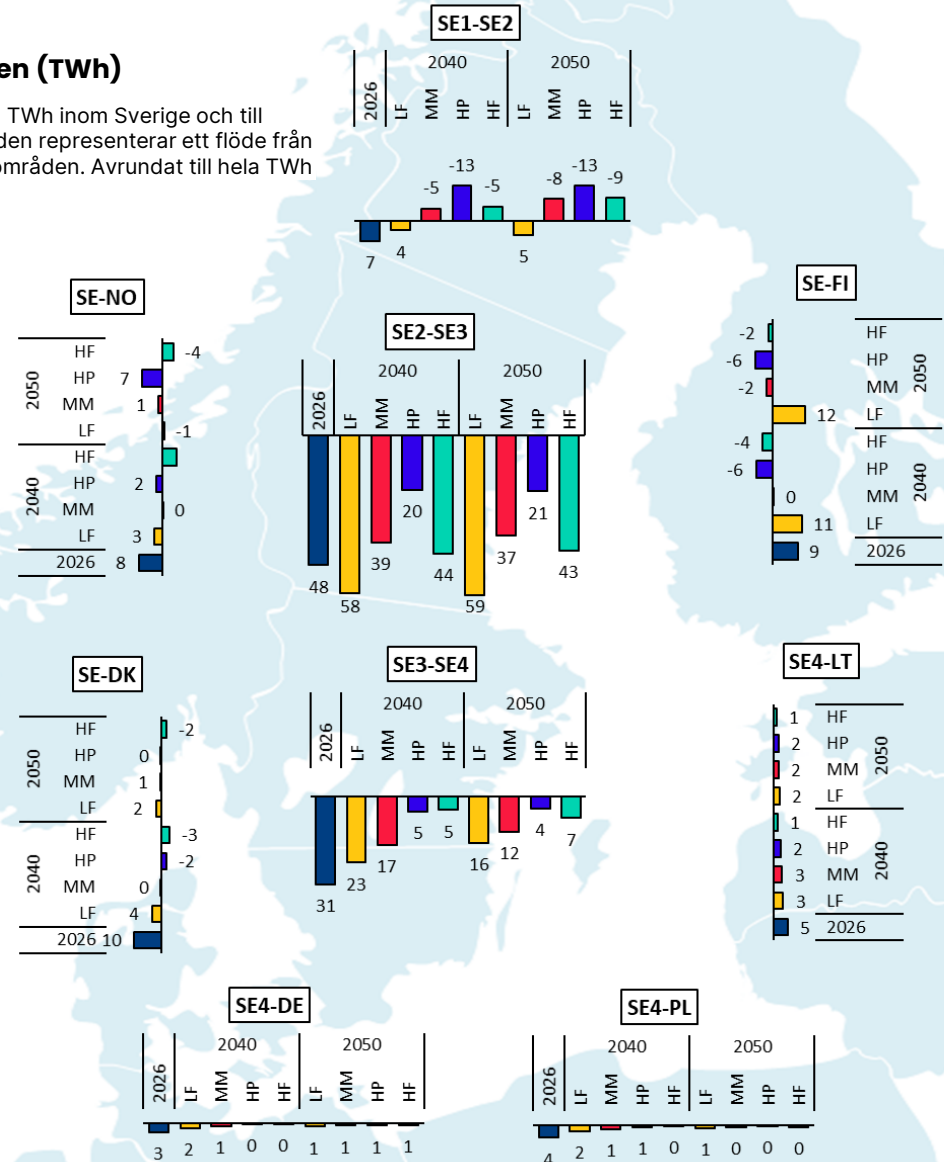 SE1-SE2
en (TWh)
TWh inom Sverige och till
den representerar ett flöde från
områden. Avrundat till hela TWh
2026 2040 2050
LF MM HP HF LF MM HP HF
-5 -13 -5 -8 -13 -9
7 4 5
SE-NO
2050
HF -4
HP 7
MM 1
LF -1
2040
HF
HP 2
MM 0
LF 3
2026 8
SE2-SE3
2026 2040 2050
LF MM HP HF LF MM HP HF
48 58 39 20 44 59 37 21 43
SE-FI
-2 HF
-6 HP
-2 MM
12 LF
2050
-4 HF
-6 HP
0 MM
11 LF
2040
9 2026
SE-DK
2050
HF -2
HP 0
MM 1
LF 2
2040
HF -3
HP -2
MM 0
LF 4
2026 10
SE3-SE4
2026 2040 2050
LF MM HP HF LF MM HP HF
31 23 17 5 5 16 12 4 7
SE4-LT
1 HF
2 HP
2 MM
2 LF
2050
1 HF
2 HP
3 MM
3 LF
2040
5 2026
SE4-DE
2026 2040 2050
LF MM HP HF LF MM HP HF
3 2 1 0 0 1 1 1 1
SE4-PL
2026 2040 2050
LF MM HP HF LF MM HP HF
4 2 1 1 0 1 0 0 0